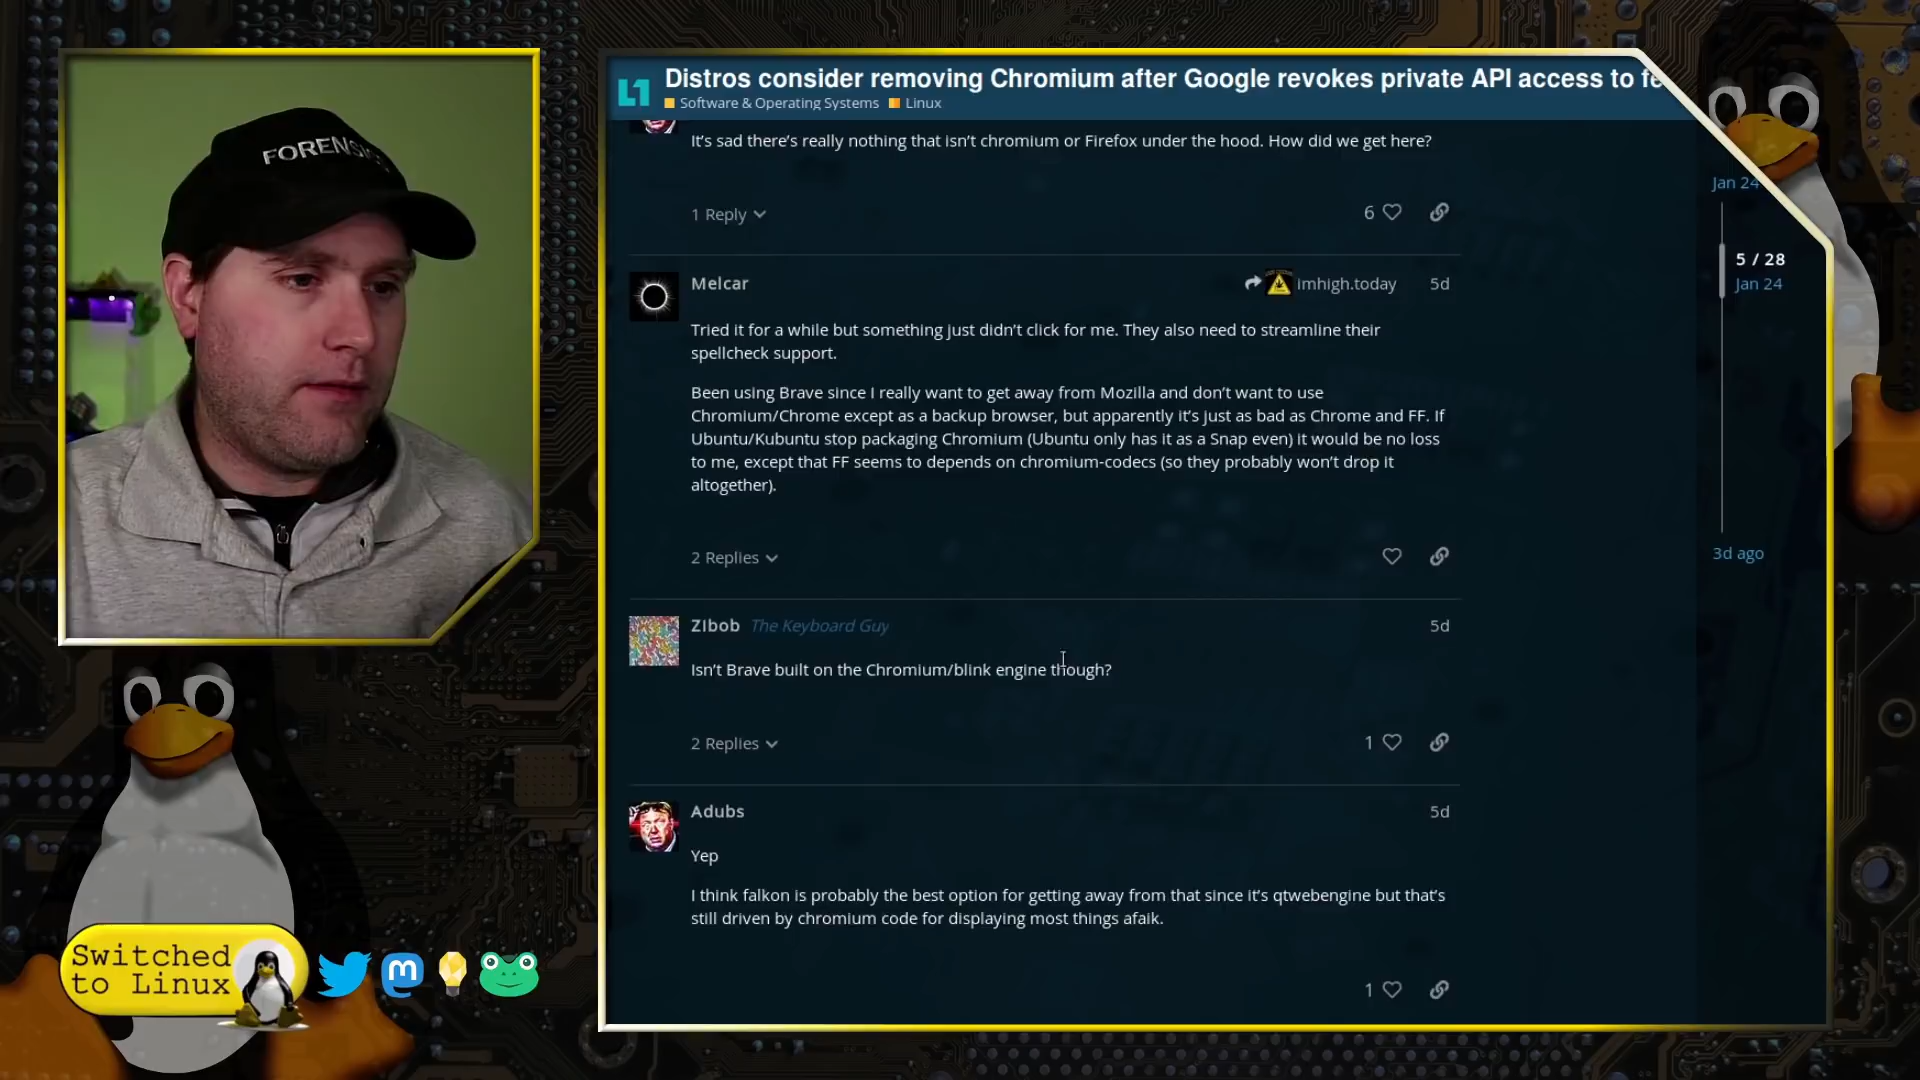 FORENSIC
Distros consider removing Chromium after Google revokes private API access to fe
Software & Operating Systems Linux
It's sad there's really nothing that isn't chromium or Firefox under the hood. How did we get here?
Jan 24
1 Reply
6
5 / 28
Jan 24
Melcar
imhigh.today
5d
Tried it for a while but something just didn't click for me. They also need to streamline their
spellcheck support.
Been using Brave since I really want to get away from Mozilla and don't want to use
Chromium/Chrome except as a backup browser, but apparently it's just as bad as Chrome and FF. If
Ubuntu/Kubuntu stop packaging Chromium (Ubuntu only has it as a Snap even) it would be no loss
to me, except that FF seems to depends on chromium-codecs (so they probably won't drop it
altogether).
2 Replies
3d ago
Zibob The Keyboard Guy
5d
Isn't Brave built on the Chromium/blink engine though?
2 Replies
1
Adubs
5d
Yep
I think falkon is probably the best option for getting away from that since it's qtwebengine but that's
still driven by chromium code for displaying most things afaik.
1
Switched
to Linux